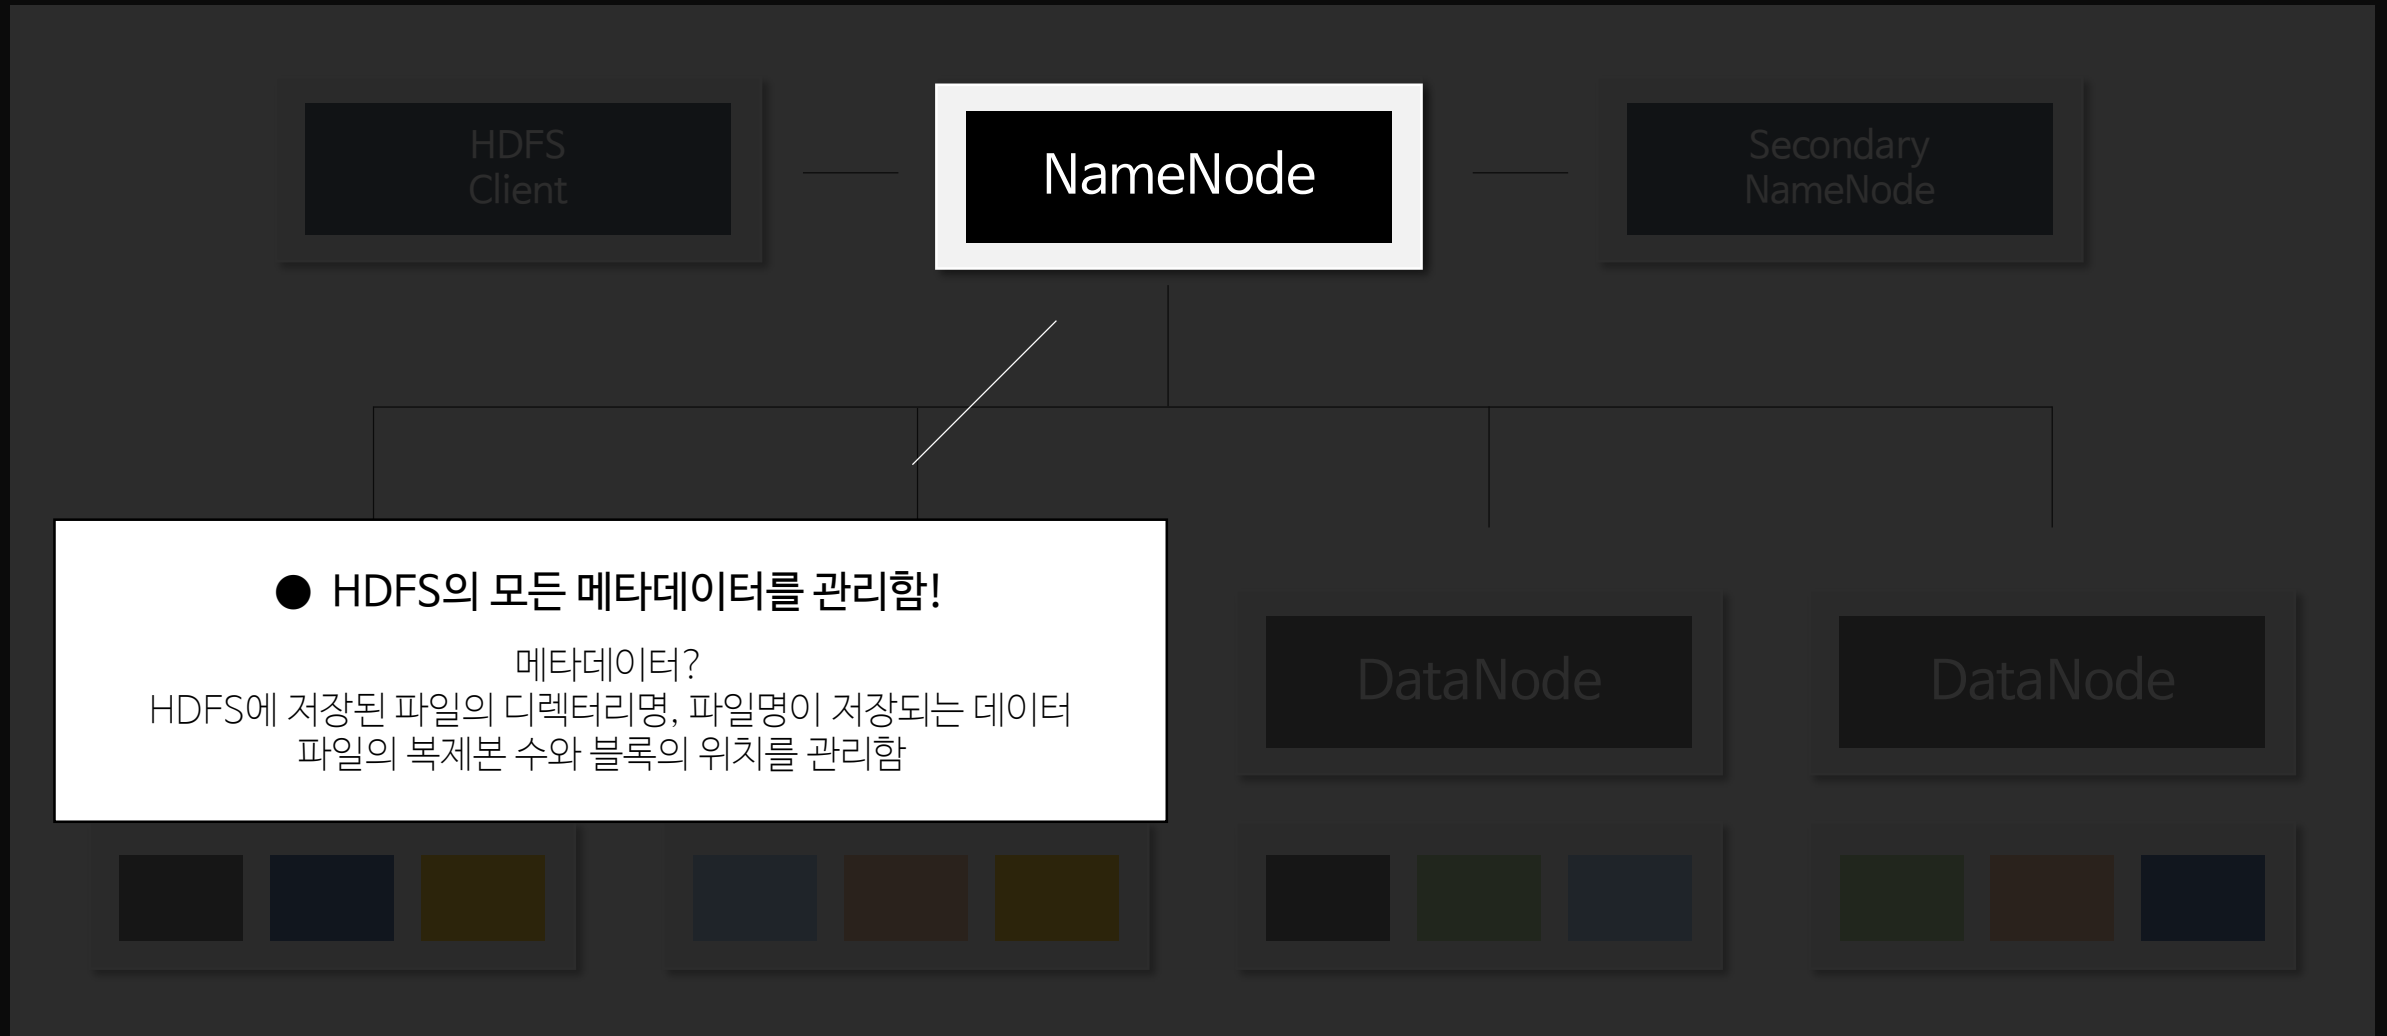 HDFS
Client
NameNode
Secondary
NameNode
● HDFS의 모든 메타데이터를 관리함!
메타데이터?
HDFS에 저장된 파일의 디렉터리명, 파일명이 저장되는 데이터
파일의 복제본 수와 블록의 위치를 관리함
DataNode
DataNode